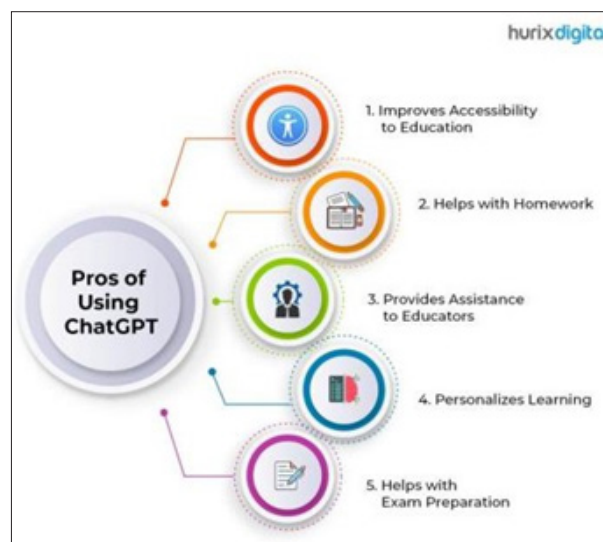 hurixdigita
1. Improves Accessibility
to Education
2. Helps with Homework
Pros of
Using
ChatGPT
3. Provides Assistance
to Educators
4. Personalizes Learning
5. Helps with
Exam Preparation